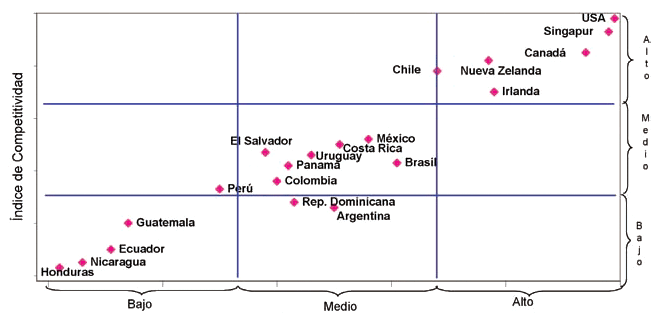 USA
Singapur
Canadá
Chile
Nueva Zelanda
Irlanda
Alto
Índice de Competitividad
El Salvador
México
Costa Rica
Uruguay
Panamá
Brasil
Colombia
Medio
Perú
Rep. Dominicana
Argentina
Guatemala
Ecuador
Nicaragua
Honduras
Bajo
Bajo
Medio
Alto